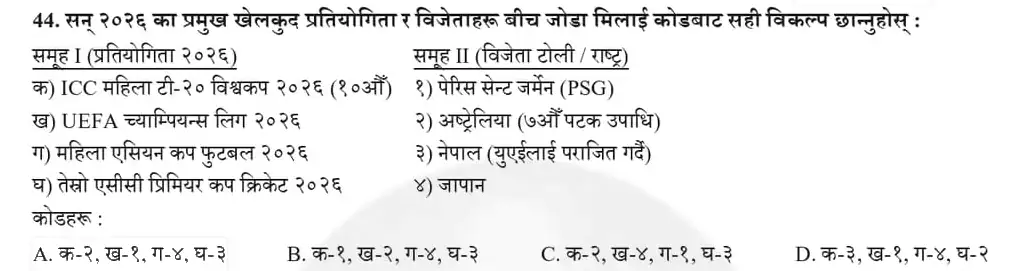 44. सन् २०२६ का प्रमुख खेलकुद प्रतियोगिता र विजेताहरू बीच जोडा मिलाई कोडबाट सही विकल्प छान्नुहोस् :
समूह I (प्रतियोगिता २०२६) समूह II (विजेता टोली / राष्ट्र)
क) ICC महिला टी-२० विश्वकप २०२६ (१०औँ) १) पेरिस सेन्ट जर्मेन (PSG)
ख) UEFA च्याम्पियन्स लिग २०२६ २) अष्ट्रेलिया (७औँ पटक उपाधि)
ग) महिला एसियन कप फुटबल २०२६ ३) नेपाल (युएईलाई पराजित गर्दै)
घ) तेस्रो एसीसी प्रिमियर कप क्रिकेट २०२६ ४) जापान
कोडहरू :
A. क-२, ख-१, ग-४, घ-३ B. क-१, ख-२, ग-४, घ-३ C. क-२, ख-४, ग-१, घ-३ D. क-३, ख-१, ग-४, घ-२